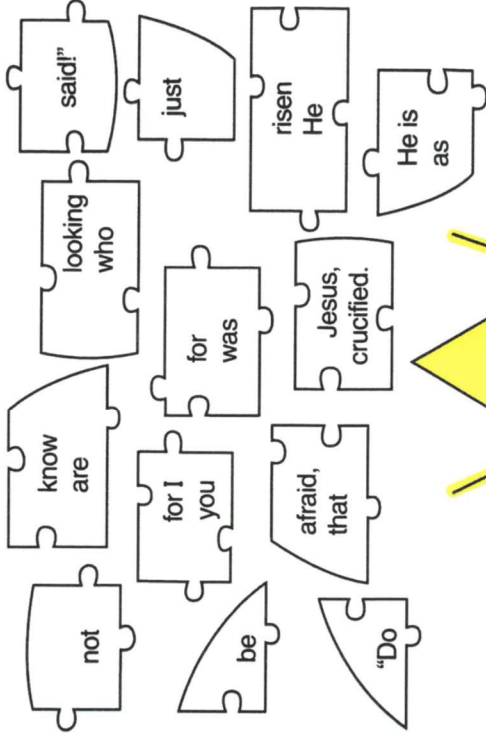 not
know
are
looking
who
said!”
be
for I
you
for
was
just
“Do
afraid,
that
Jesus,
crucified.
risen
He
He is
as